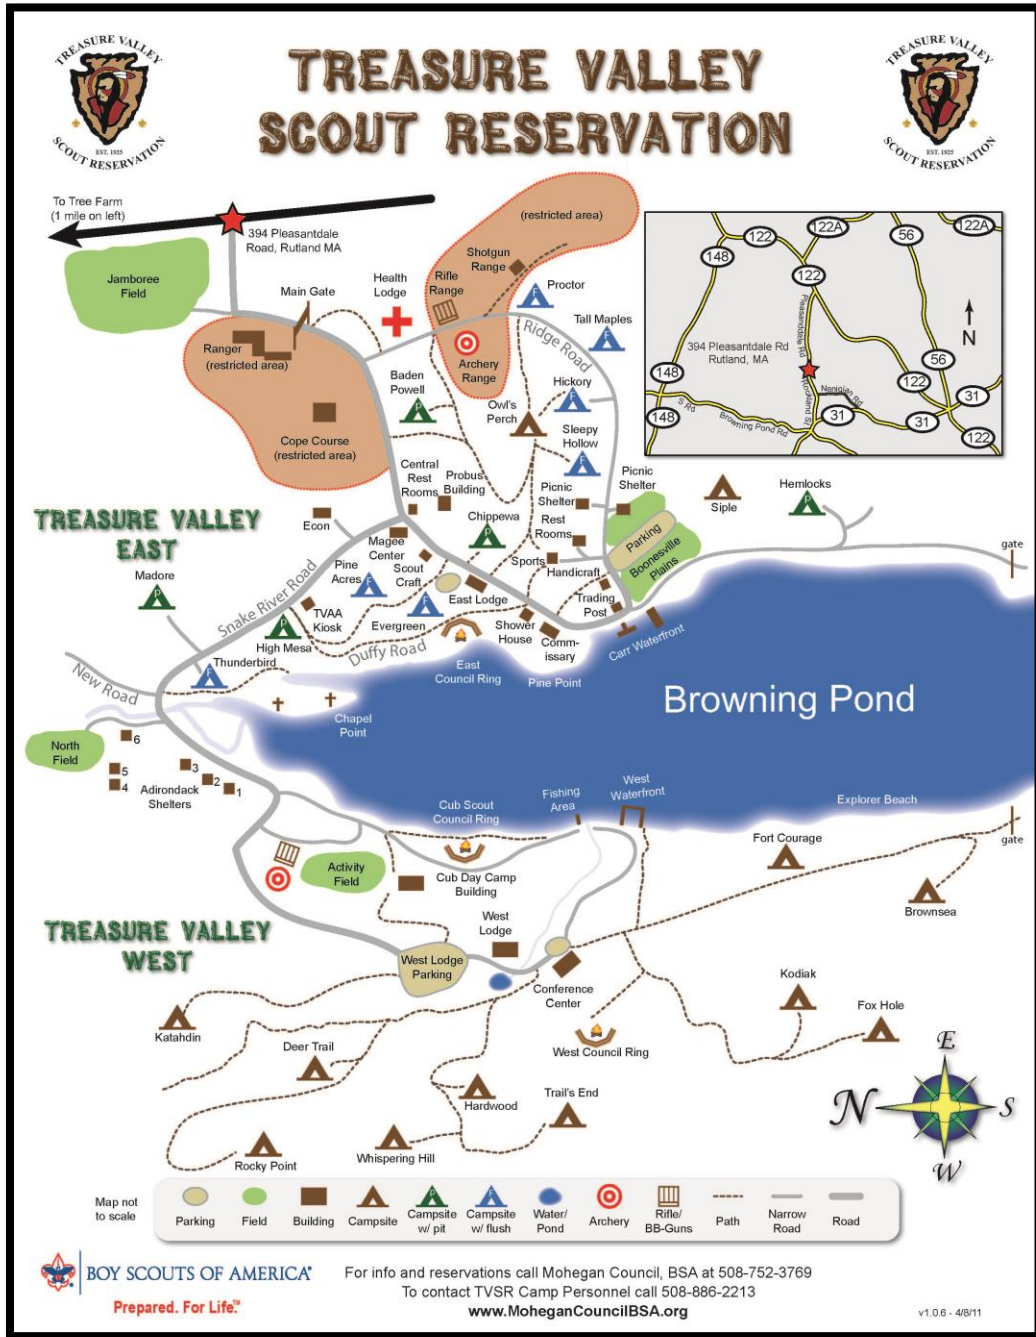 TREASURE VALLEY
SCOUT RESERVATION
EST. 1925
TREASURE VALLEY
SCOUT RESERVATION
TREASURE VALLEY
SCOUT RESERVATION
EST. 1925
To Tree Farm
(1 mile on left)
394 Pleasantdale
Road, Rutland MA
Jamboree
Field
Main Gate
Health
Lodge
Rifle
Range
Shotgun
Range
(restricted area)
F
Proctor
Tall Maples
F
Ridge Road
Ranger
(restricted area)
Archery
Range
Cope Course
(restricted area)
Baden
Powell
P
Owl's
Perch
Hickory
F
Sleepy
Hollow
F
148
122
122A
56
122A
122
Pleasantdale Rd
N
394 Pleasantdale Rd
Rutland, MA
56
148
122
31
Nanigian Rd
Rockland St
S Rd
148
Browning Pond Rd
31
31
122
Central
Rest
Rooms
Probus
Building
Picnic
Shelter
Picnic
Shelter
Siple
Hemlocks
P
TREASURE VALLEY
EAST
Econ
Magee
Center
Chippewa
P
Rest
Rooms
Parking
Boonesville
Plains
gate
Madore
P
Snake River Road
Pine
Acres
F
Scout
Craft
Sports
Handicraft
TVAA
Kiosk
Evergreen
F
East Lodge
Trading
Post
P
High Mesa
Duffy Road
Shower
House
Comm-
issary
Carr Waterfront
Thunderbird
F
East
Council Ring
Pine Point
New Road
Chapel
Point
Browning Pond
North
Field
6
5
4
3
2
1
Adirondack
Shelters
Cub Scout
Council Ring
Fishing
Area
West
Waterfront
Explorer Beach
gate
Activity
Field
Cub Day Camp
Building
Fort Courage
Brownsea
TREASURE VALLEY
WEST
West
Lodge
West Lodge
Parking
Conference
Center
Katahdin
Kodiak
Fox Hole
Deer Trail
West Council Ring
Hardwood
Trail's End
Rocky Point
Whispering Hill
E
N
S
W
Map not
to scale
Parking
Field
Building
Campsite
P
Campsite
w/ pit
F
Campsite
w/ flush
Water/
Pond
Archery
Rifle/
BB-Guns
Path
Narrow
Road
Road
BOY SCOUTS OF AMERICA®
Prepared. For Life.™
For info and reservations call Mohegan Council, BSA at 508-752-3769
To contact TVSR Camp Personnel call 508-886-2213
www.MoheganCouncilBSA.org
v1.0.6 - 4/8/11